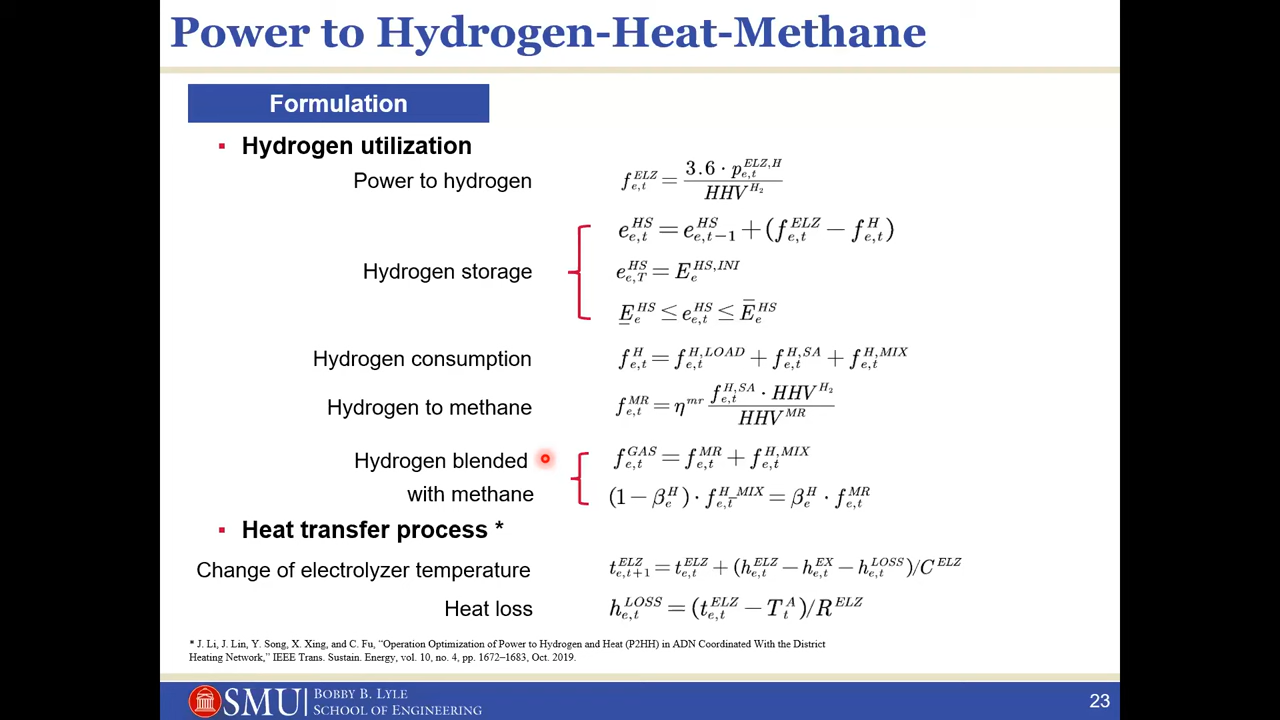 Power to Hydrogen-Heat-Methane
Formulation
▪ Hydrogen utilization
Power to hydrogen f_{e,t}^{ELZ} = \frac{3.6 · p_{e,t}^{ELZ,H}}{HHV^{H_2}}
e_{e,t}^{HS} = e_{e,t-1}^{HS} + (f_{e,t}^{ELZ} − f_{e,t}^{H})
Hydrogen storage e_{e,T}^{HS} = E_e^{HS,INI}
\underline{E}_e^{HS} ≤ e_{e,t}^{HS} ≤ \overline{E}_e^{HS}
Hydrogen consumption f_{e,t}^{H} = f_{e,t}^{H,LOAD} + f_{e,t}^{H,SA} + f_{e,t}^{H,MIX}
Hydrogen to methane f_{e,t}^{MR} = η^{mr} \frac{f_{e,t}^{H,SA} · HHV^{H_2}}{HHV^{MR}}
Hydrogen blended f_{e,t}^{GAS} = f_{e,t}^{MR} + f_{e,t}^{H,MIX}
with methane (1 − β_e^H) · f_{e,t}^{H_MIX} = β_e^H · f_{e,t}^{MR}
▪ Heat transfer process *
Change of electrolyzer temperature t_{e,t+1}^{ELZ} = t_{e,t}^{ELZ} + (h_{e,t}^{ELZ} − h_{e,t}^{EX} − h_{e,t}^{LOSS})/C^{ELZ}
Heat loss h_{e,t}^{LOSS} = (t_{e,t}^{ELZ} − T_t^A)/R^{ELZ}
* J. Li, J. Lin, Y. Song, X. Xing, and C. Fu, “Operation Optimization of Power to Hydrogen and Heat (P2HH) in ADN Coordinated With the District
Heating Network,” IEEE Trans. Sustain. Energy, vol. 10, no. 4, pp. 1672–1683, Oct. 2019.
SMU BOBBY B. LYLE
SCHOOL OF ENGINEERING
23